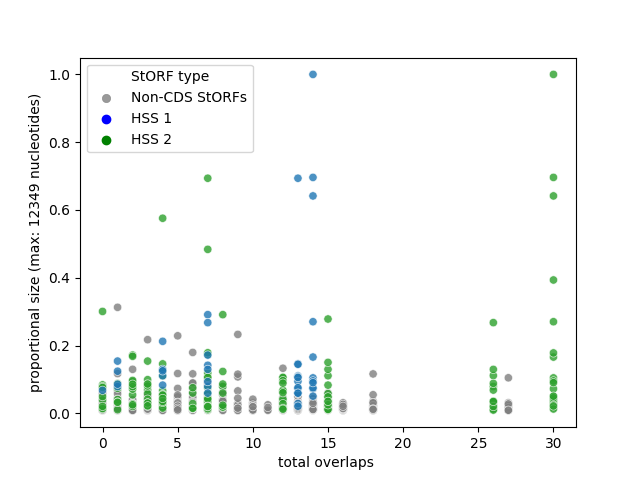 StORF type
Non-CDS StORFs
HSS 1
HSS 2
proportional size (max: 12349 nucleotides)
1.0
0.8
0.6
0.4
0.2
0.0
0 5 10 15 20 25 30
total overlaps